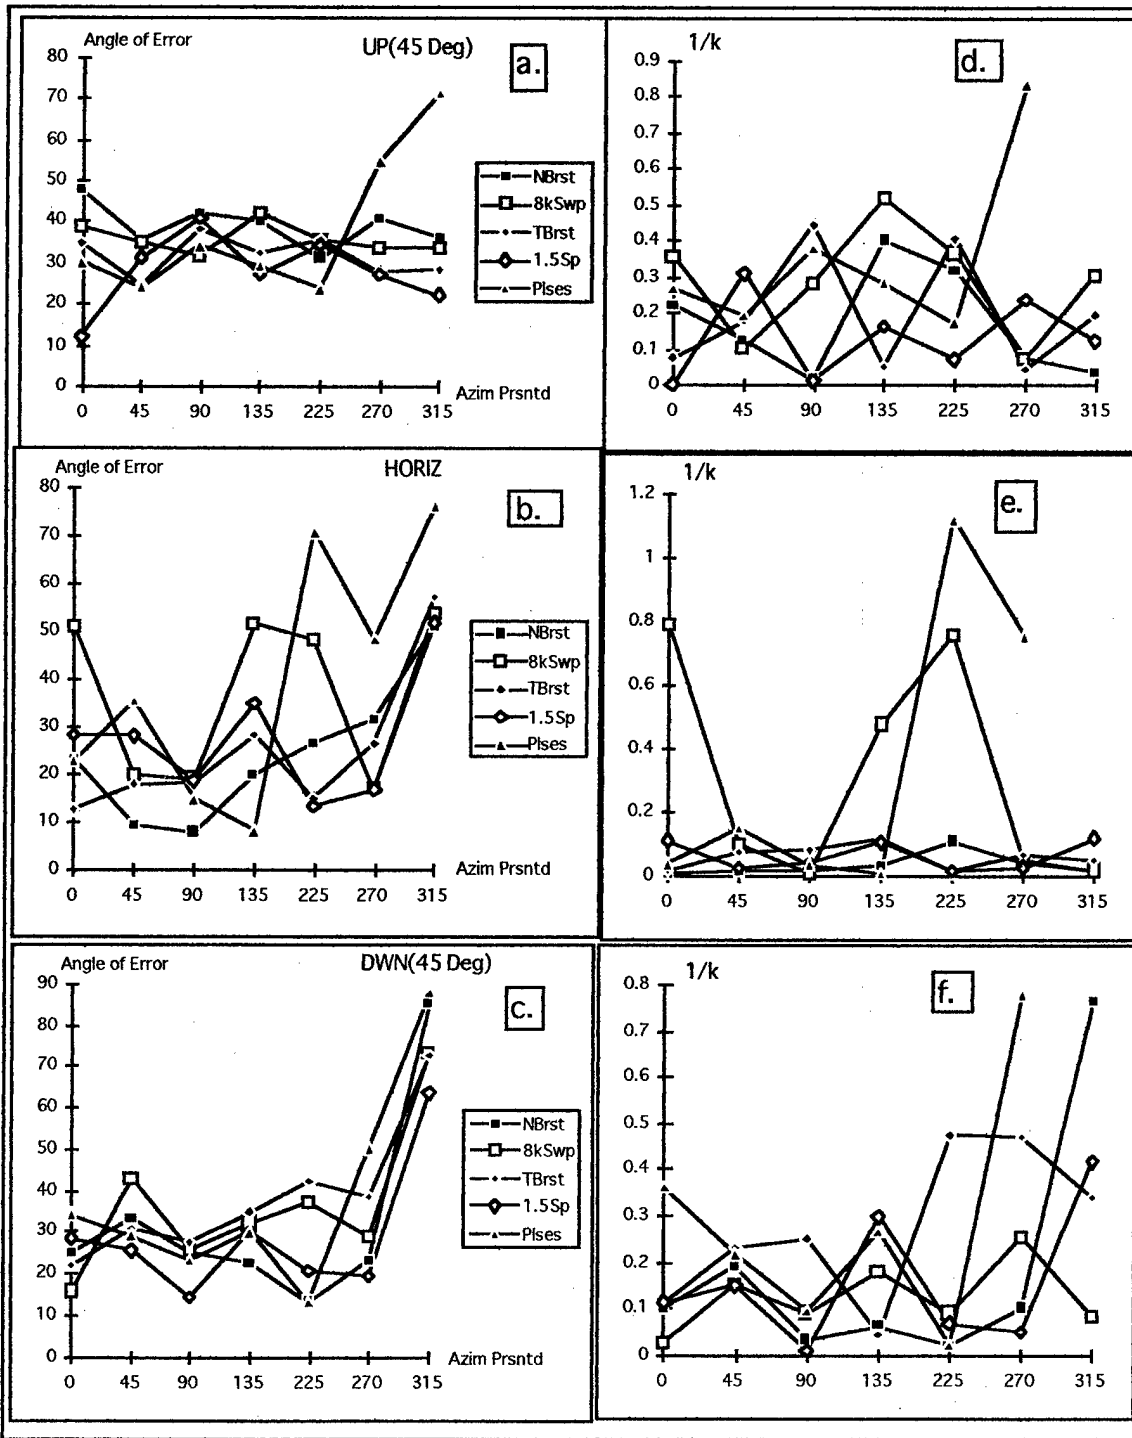 Angle of Error
UP(45 Deg)
a.
80
70
60
50
40
30
20
10
0
0 45 90 135 225 270 315
Azim Prsntd
NBrst
8kSwp
TBrst
1.5Sp
Plses
1/k
d.
0.9
0.8
0.7
0.6
0.5
0.4
0.3
0.2
0.1
0
0 45 90 135 225 270 315
Angle of Error
HORIZ
b.
80
70
60
50
40
30
20
10
0
0 45 90 135 225 270 315
Azim Prsntd
NBrst
8kSwp
TBrst
1.5Sp
Plses
1/k
e.
1.2
1
0.8
0.6
0.4
0.2
0
0 45 90 135 225 270 315
Angle of Error
DWN(45 Deg)
c.
90
80
70
60
50
40
30
20
10
0
0 45 90 135 225 270 315
Azim Prsntd
NBrst
8kSwp
TBrst
1.5Sp
Plses
1/k
f.
0.8
0.7
0.6
0.5
0.4
0.3
0.2
0.1
0
0 45 90 135 225 270 315